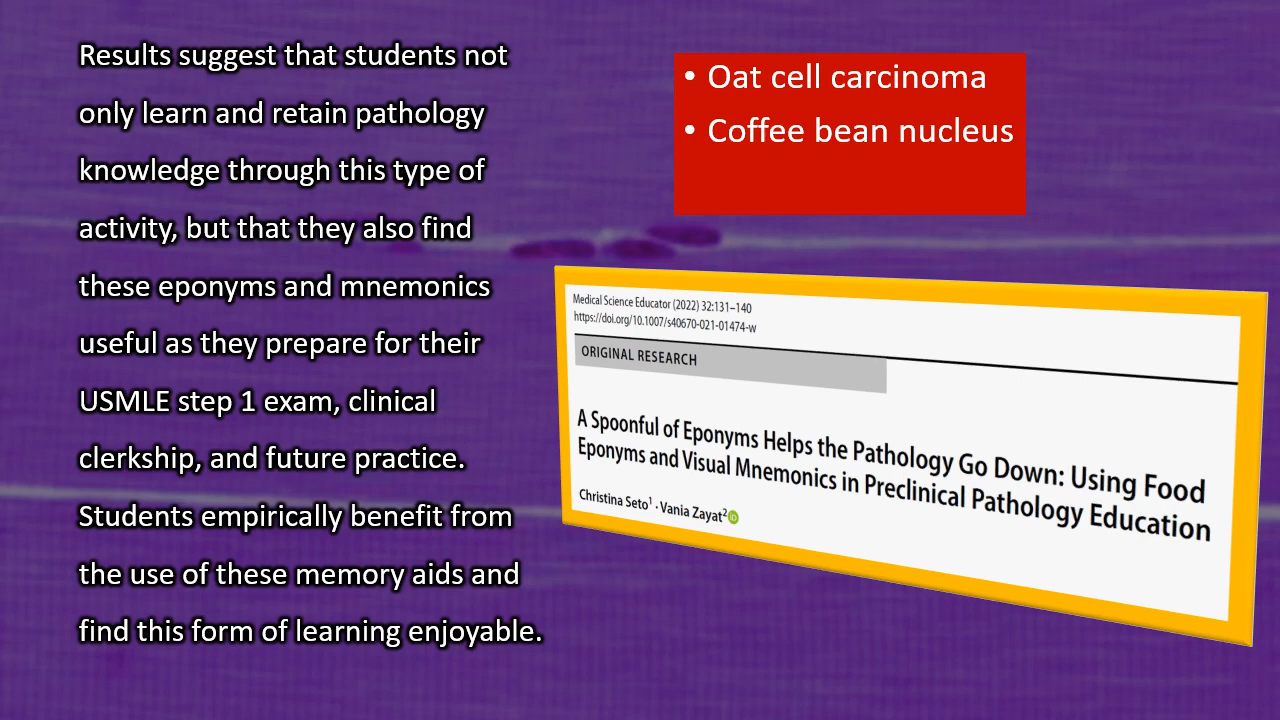 Results suggest that students not
only learn and retain pathology
knowledge through this type of
activity, but that they also find
these eponyms and mnemonics
useful as they prepare for their
USMLE step 1 exam, clinical
clerkship, and future practice.
Students empirically benefit from
the use of these memory aids and
find this form of learning enjoyable.
• Oat cell carcinoma
• Coffee bean nucleus
Medical Science Educator (2022) 32:131–140
https://doi.org/10.1007/s40670-021-01474-w
ORIGINAL RESEARCH
A Spoonful of Eponyms Helps the Pathology Go Down: Using Food
Eponyms and Visual Mnemonics in Preclinical Pathology Education
Christina Seto¹ · Vania Zayat² iD